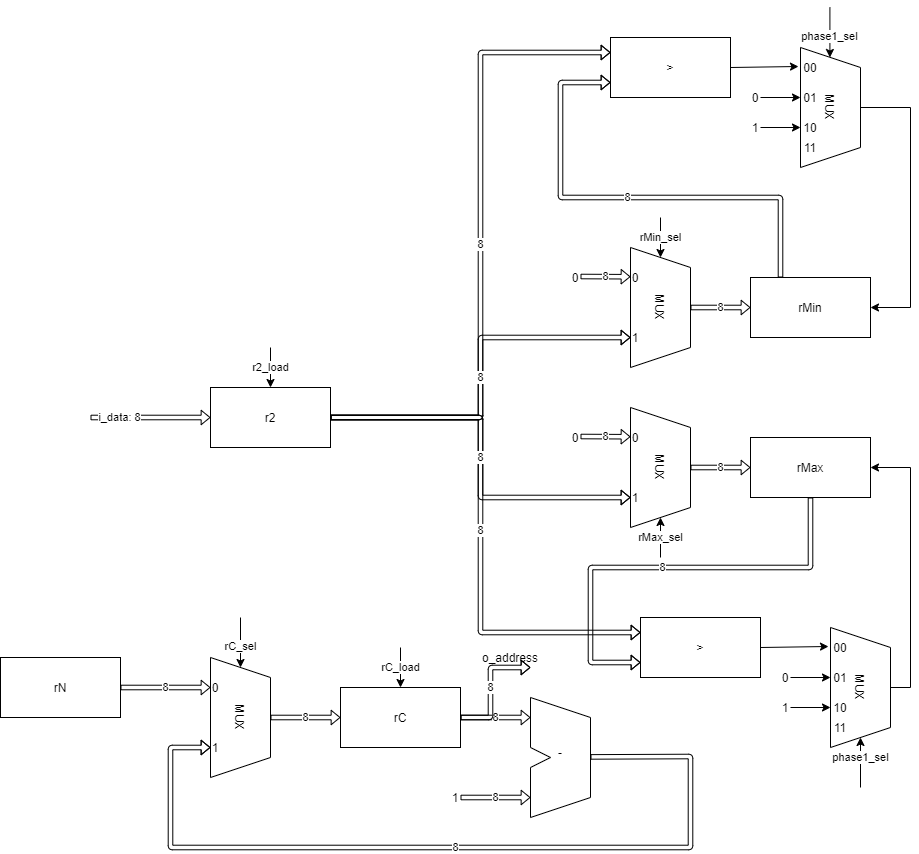 phase1_sel
>
00
0
01
MUX
1
10
11
8
8
rMin_sel
0
8
0
MUX
8
rMin
1
r2_load
8
i_data: 8
r2
0
8
0
8
MUX
8
rMax
1
8
rMax_sel
8
rC_sel
>
00
o_address
rC_load
0
01
MUX
rN
8
0
8
1
10
MUX
8
rC
8
11
1
-
phase1_sel
1
8
8